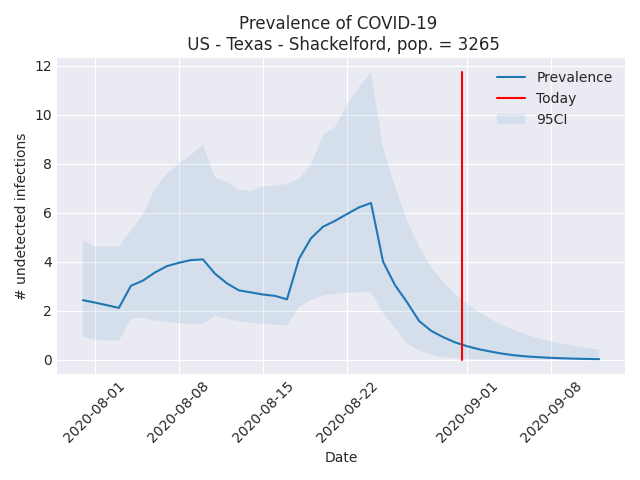 Prevalence of COVID-19
US - Texas - Shackelford, pop. = 3265
Prevalence
Today
95CI
12
10
8
6
4
2
0
# undetected infections
2020-08-01
2020-08-08
2020-08-15
2020-08-22
2020-09-01
2020-09-08
Date